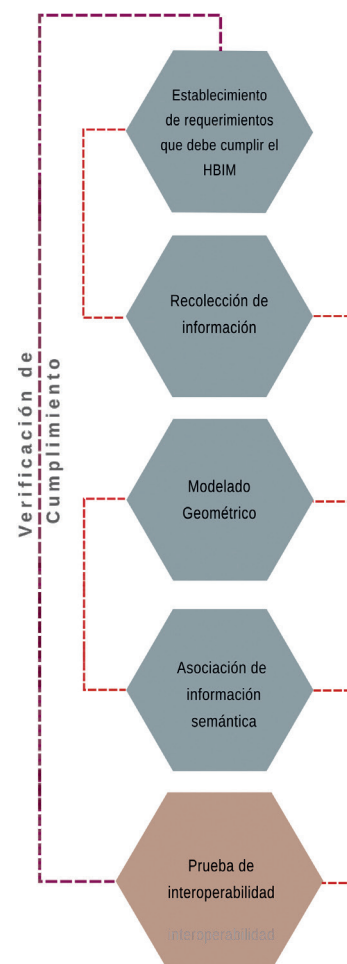 Establecimiento
de requerimientos
que debe cumplir el
HBIM
Recolección de
información
Verificación de
Cumplimiento
Modelado
Geométrico
Asociación de
información
semántica
Prueba de
interoperabilidad
interoperabilidad